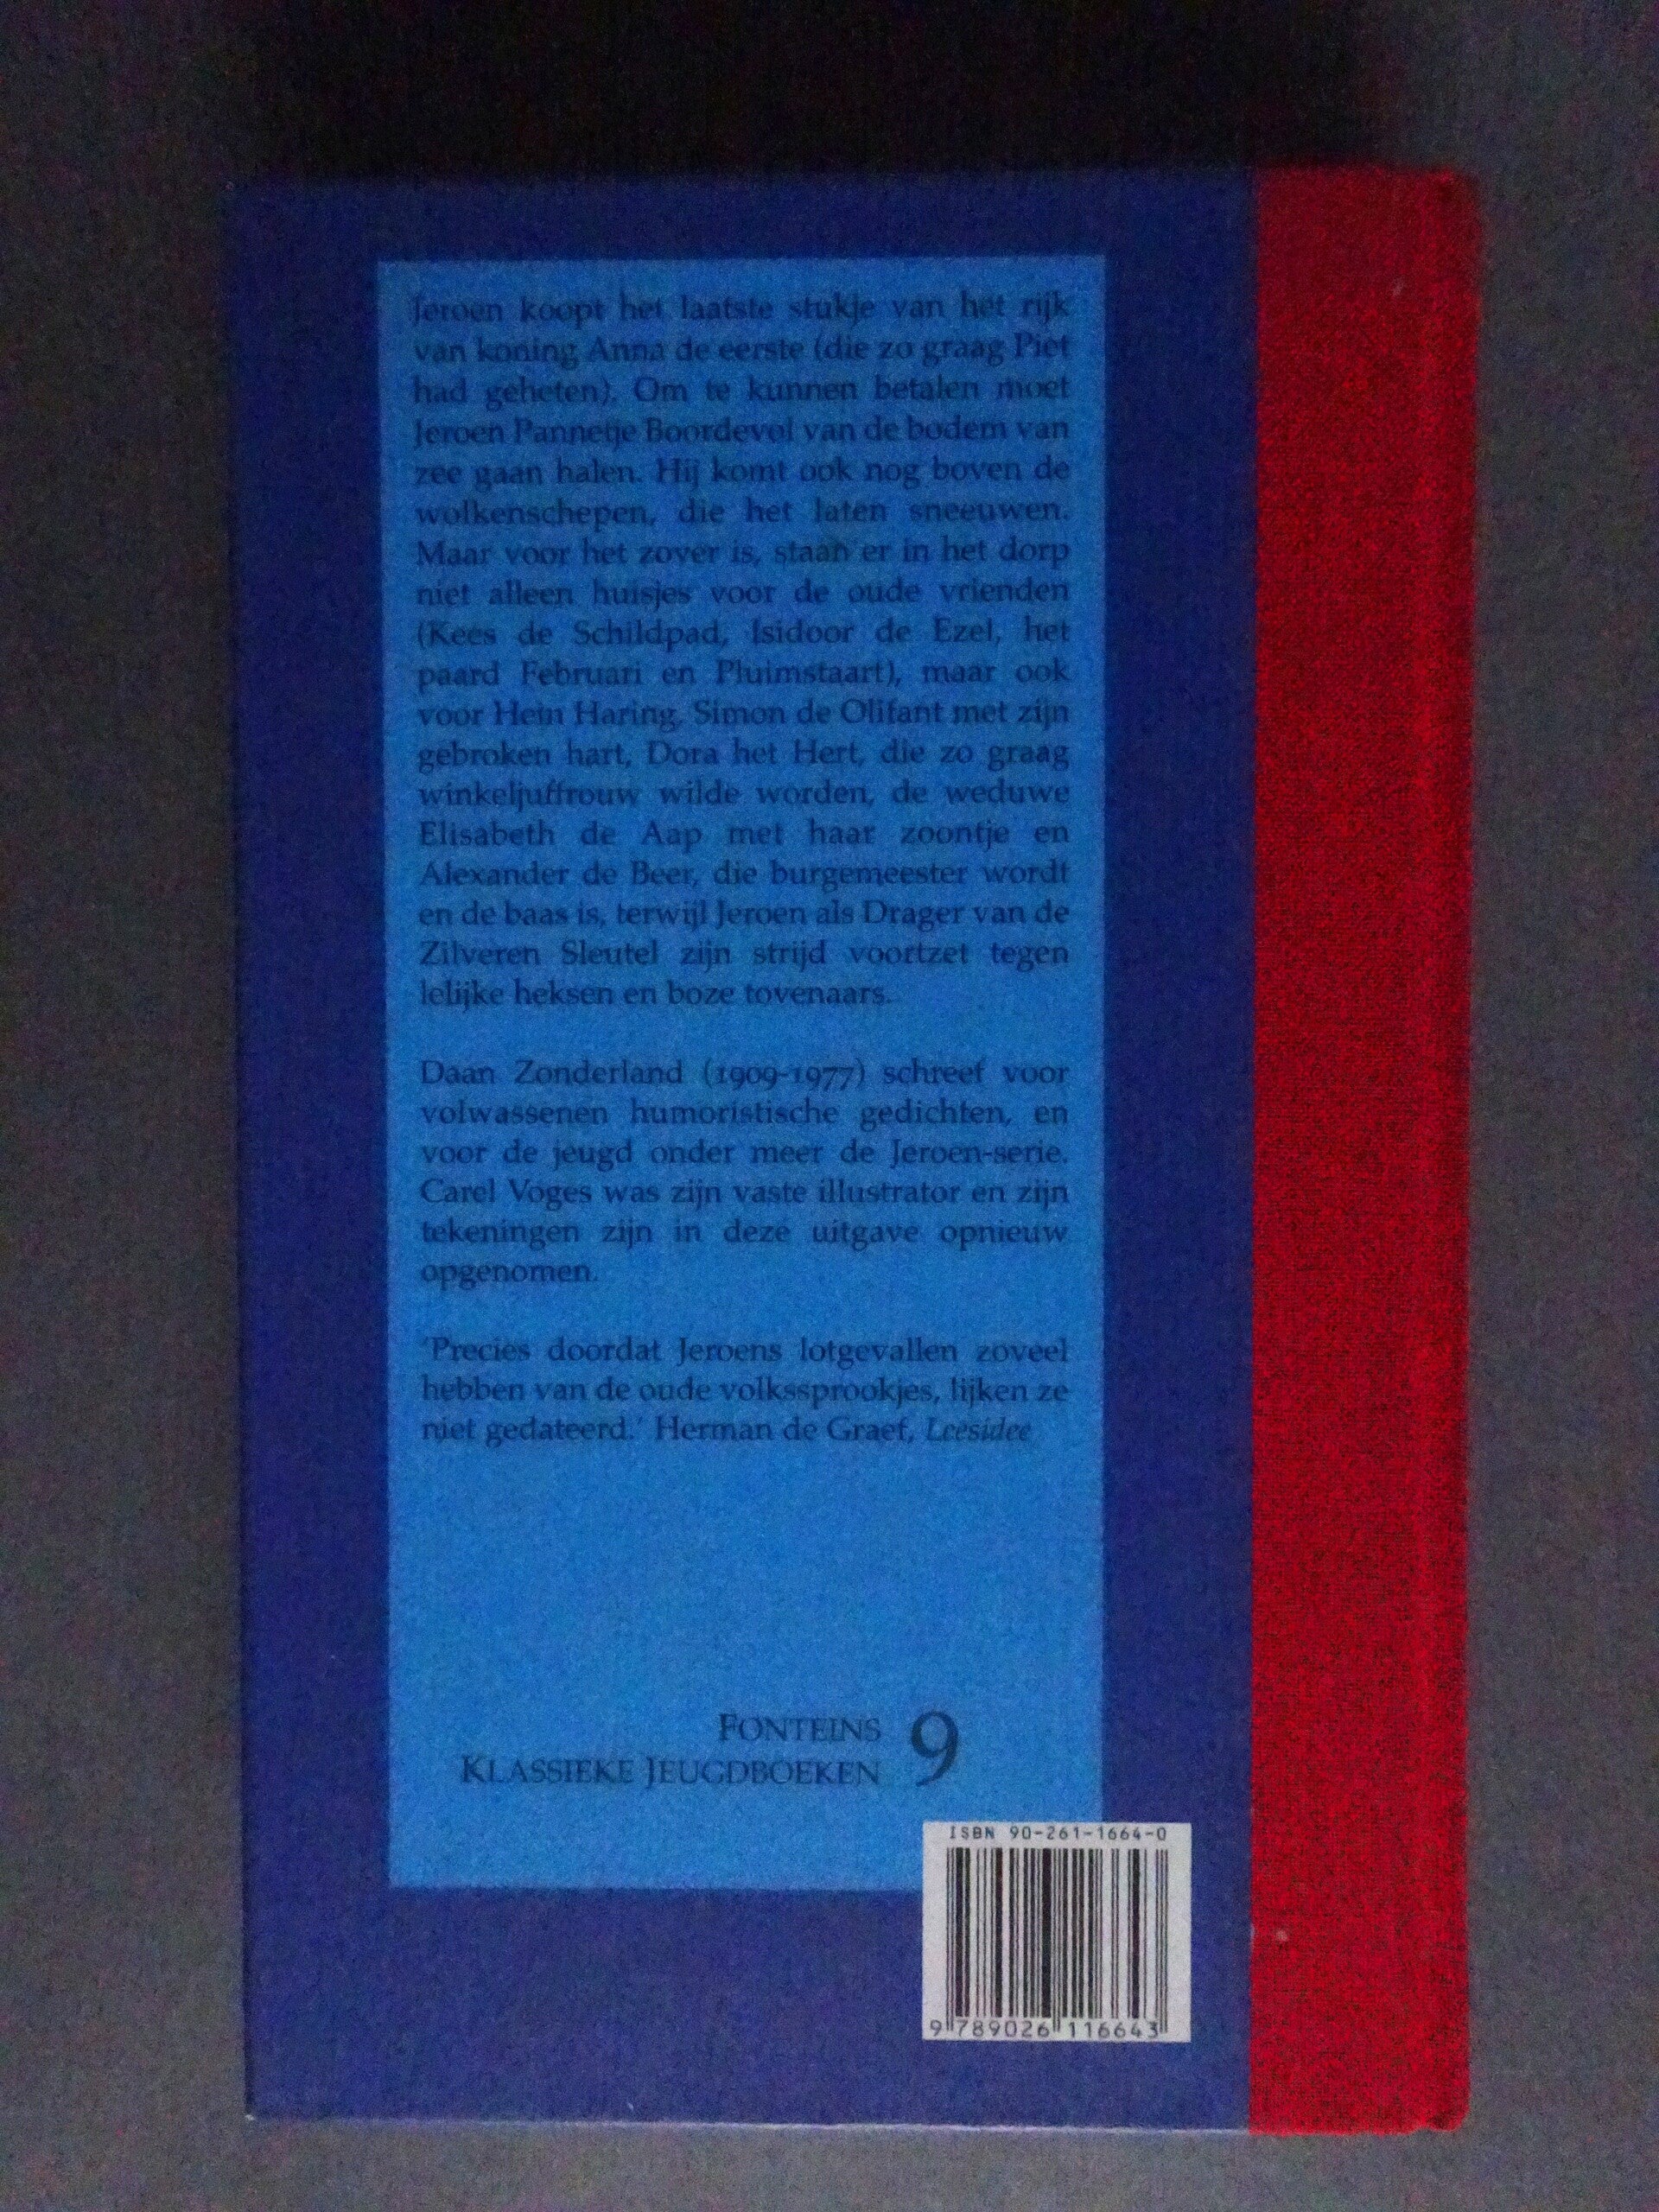 Jeroen koopt het laatste stukje van het rijk
van koning Anna de eerste (die zo graag Piet
had geheten). Om te kunnen betalen moet
Jeroen Pannetje Boordevol van de bodem van
zee gaan halen. Hij komt ook nog boven de
wolkenschepen, die het laten sneeuwen.
Maar voor het zover is, staan er in het dorp
niet alleen huisjes voor de oude vrienden
(Kees de Schildpad, Isidoor de Ezel, het
paard Februari en Pluimstaart), maar ook
voor Hein Haring, Simon de Olifant met zijn
gebroken hart, Dora het Hert, die zo graag
winkeljuffrouw wilde worden, de weduwe
Elisabeth de Aap met haar zoontje en
Alexander de Beer, die burgemeester wordt
en de baas is, terwijl Jeroen als Drager van de
Zilveren Sleutel zijn strijd voortzet tegen
lelijke heksen en boze tovenaars.
Daan Zonderland (1909-1977) schreef voor
volwassenen humoristische gedichten, en
voor de jeugd onder meer de Jeroen-serie.
Carel Voges was zijn vaste illustrator en zijn
tekeningen zijn in deze uitgave opnieuw
opgenomen.
'Precies doordat Jeroens lotgevallen zoveel
hebben van de oude volkssprookjes, lijken ze
niet gedateerd.' Herman de Graef, Leesidee
FONTEINS
KLASSIEKE JEUGDBOEKEN 9
ISBN 90-261-1664-0
9 789026 116643